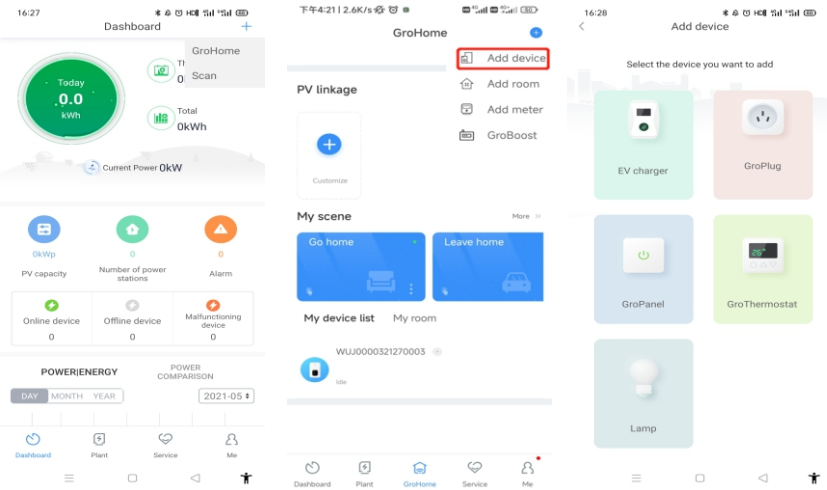 16:27
Dashboard
+
GroHome
Scan
Today
0.0
kWh
Total
0kWh
Current Power 0kW
0kWp
0
0
PV capacity
Number of power
stations
Alarm
Online device
Offline device
Malfunctioning
device
0
0
0
POWER|ENERGY
POWER
COMPARISON
DAY
MONTH
YEAR
2021-05
Dashboard
Plant
Service
Me
下午4:21 | 2.6K/s
GroHome
Add device
Add room
Add meter
GroBoost
PV linkage
Customize
My scene
More
Go home
Leave home
My device list
My room
WUJ0000321270003
Idle
Dashboard
Plant
GroHome
Service
Me
16:28
Add device
Select the device you want to add
EV charger
GroPlug
GroPanel
GroThermostat
Lamp